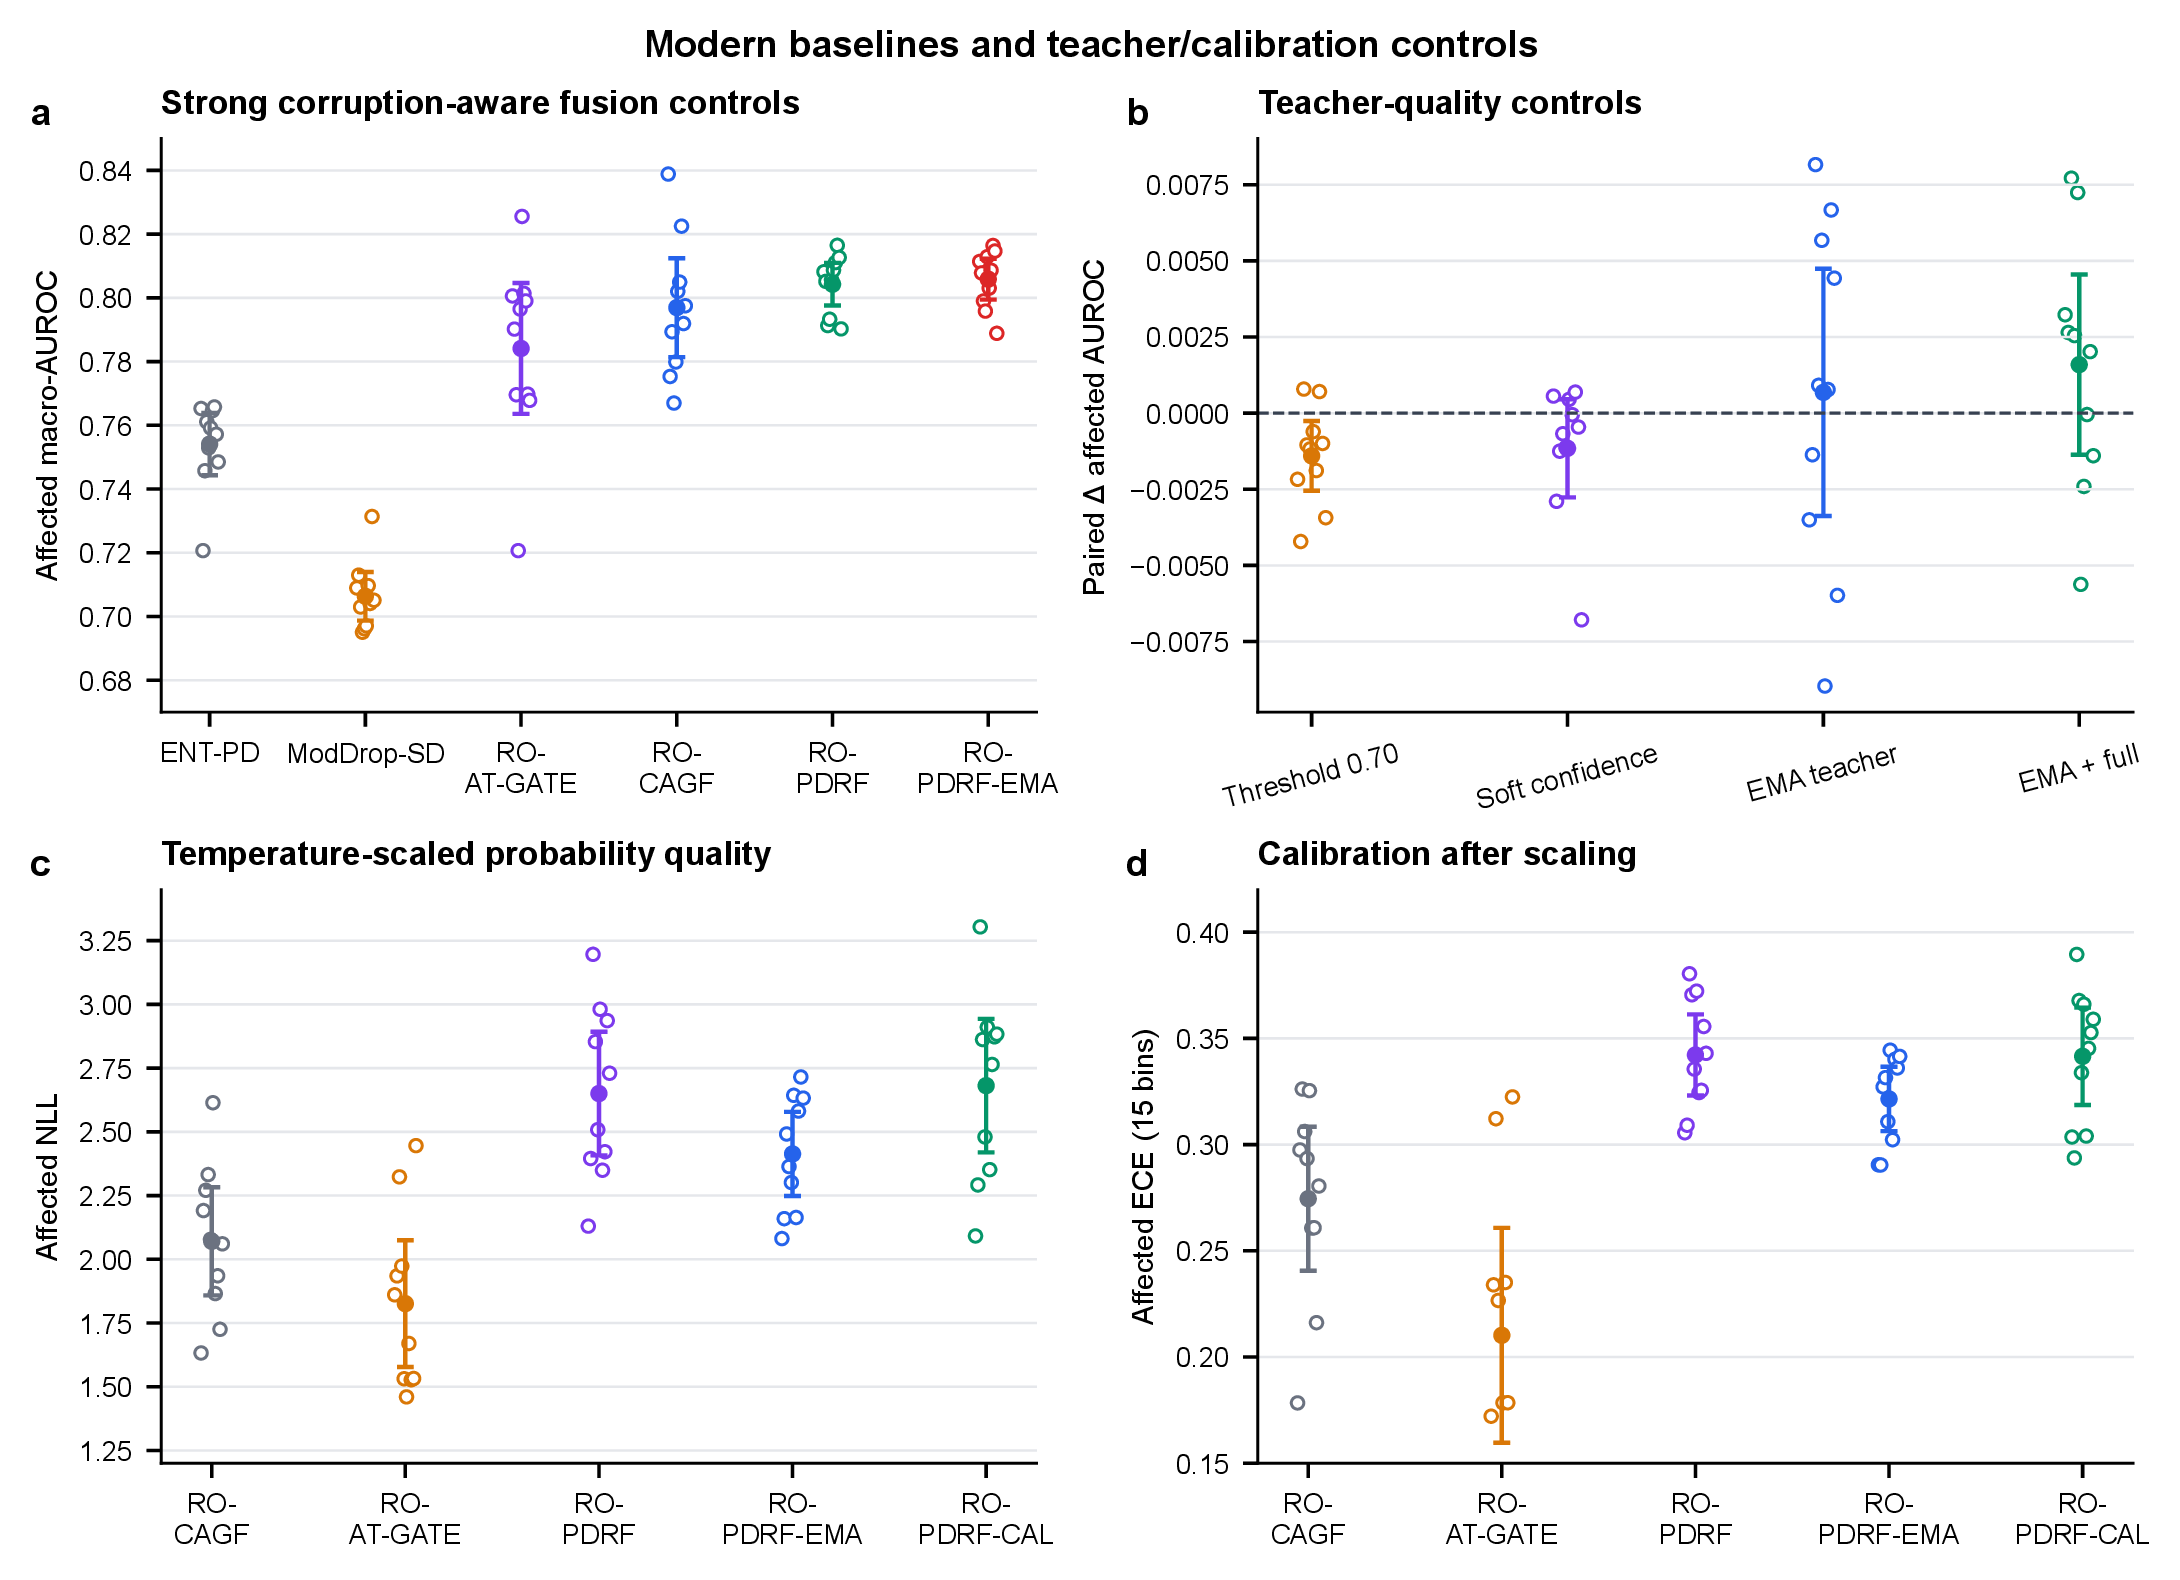 Modern baselines and teacher/calibration controls
a
Strong corruption-aware fusion controls
Affected macro-AUROC
0.84
0.82
0.80
0.78
0.76
0.74
0.72
0.70
0.68
ENT-PD
ModDrop-SD
RO-
AT-GATE
RO-
CAGF
RO-
PDRF
RO-
PDRF-EMA
b
Teacher-quality controls
Paired Δ affected AUROC
0.0075
0.0050
0.0025
0.0000
−0.0025
−0.0050
−0.0075
Threshold 0.70
Soft confidence
EMA teacher
EMA + full
c
Temperature-scaled probability quality
Affected NLL
3.25
3.00
2.75
2.50
2.25
2.00
1.75
1.50
1.25
RO-
CAGF
RO-
AT-GATE
RO-
PDRF
RO-
PDRF-EMA
RO-
PDRF-CAL
d
Calibration after scaling
Affected ECE (15 bins)
0.40
0.35
0.30
0.25
0.20
0.15
RO-
CAGF
RO-
AT-GATE
RO-
PDRF
RO-
PDRF-EMA
RO-
PDRF-CAL